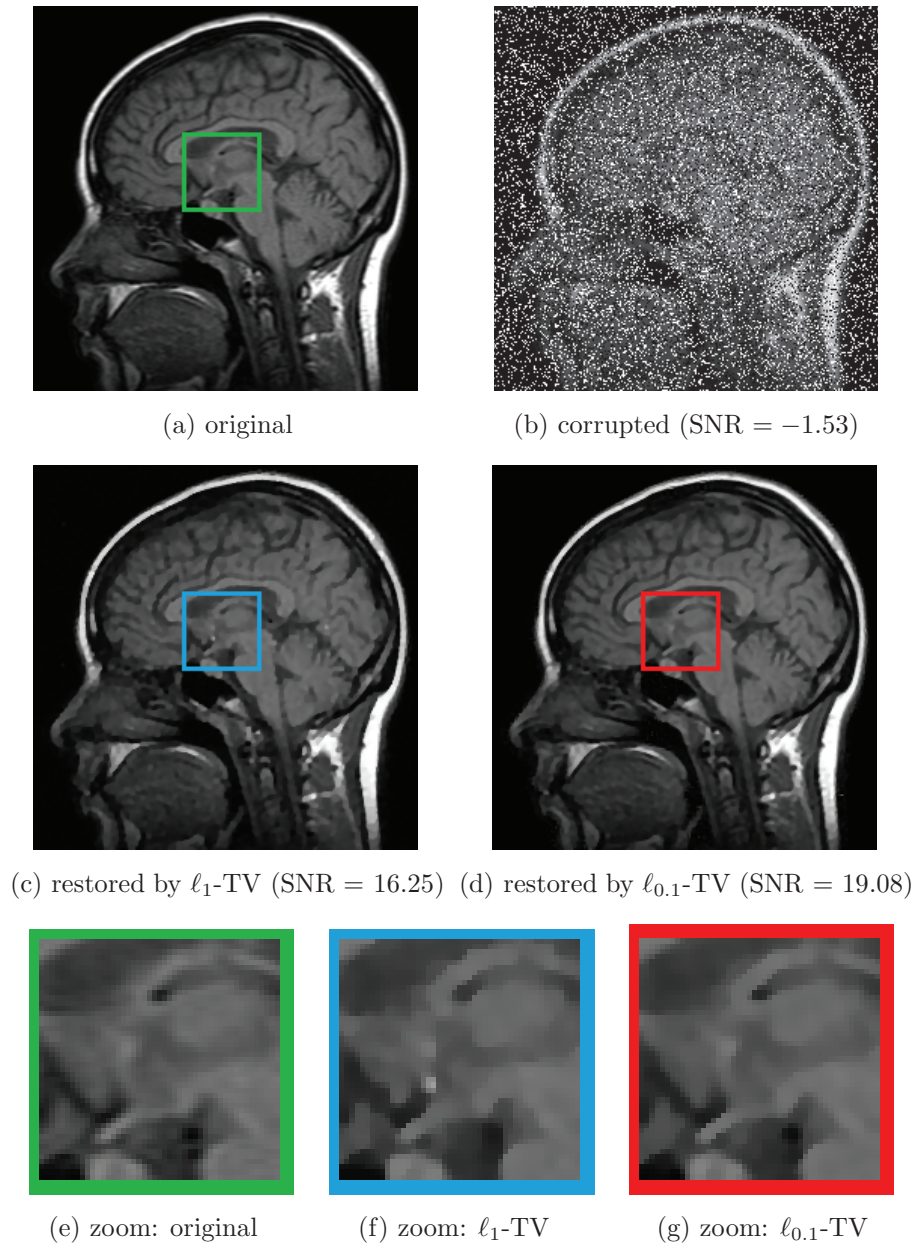 (a) original
(b) corrupted (SNR = −1.53)
(c) restored by ℓ₁-TV (SNR = 16.25)
(d) restored by ℓ₀.₁-TV (SNR = 19.08)
(e) zoom: original
(f) zoom: ℓ₁-TV
(g) zoom: ℓ₀.₁-TV